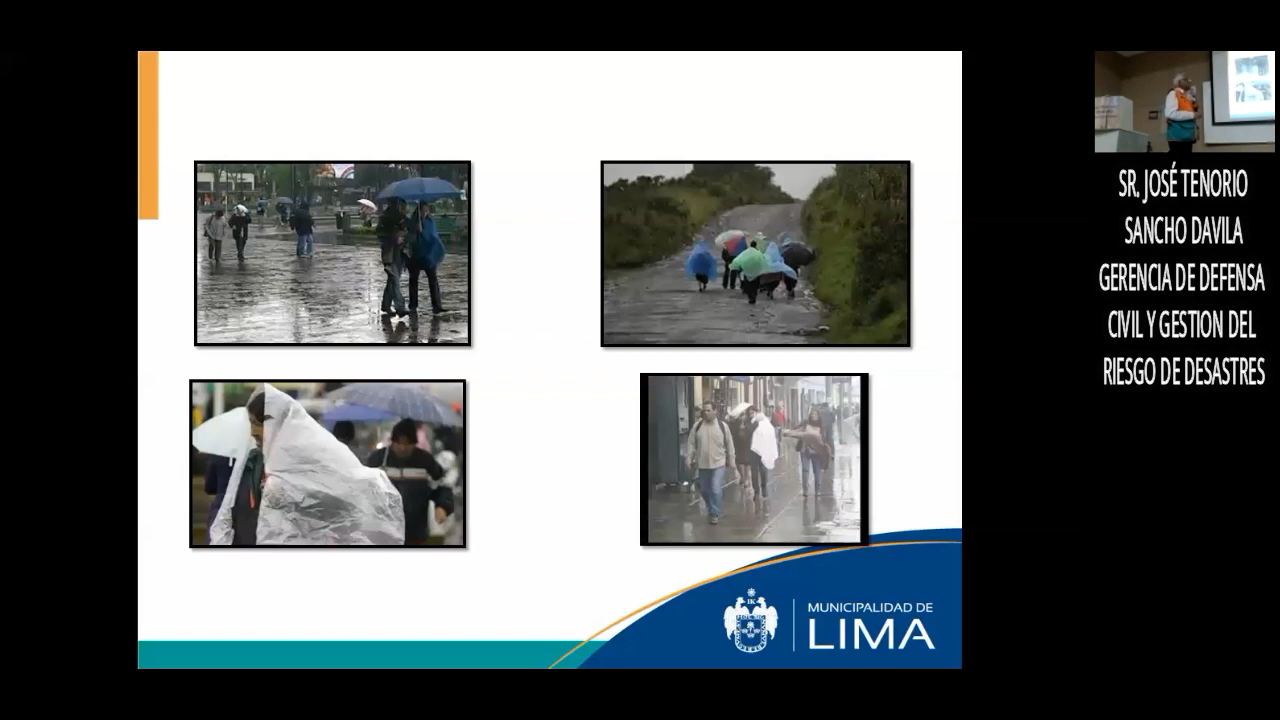 SR. JOSÉ TENORIO
SANCHO DAVILA
GERENCIA DE DEFENSA
CIVIL Y GESTION DEL
RIESGO DE DESASTRES
MUNICIPALIDAD DE
LIMA